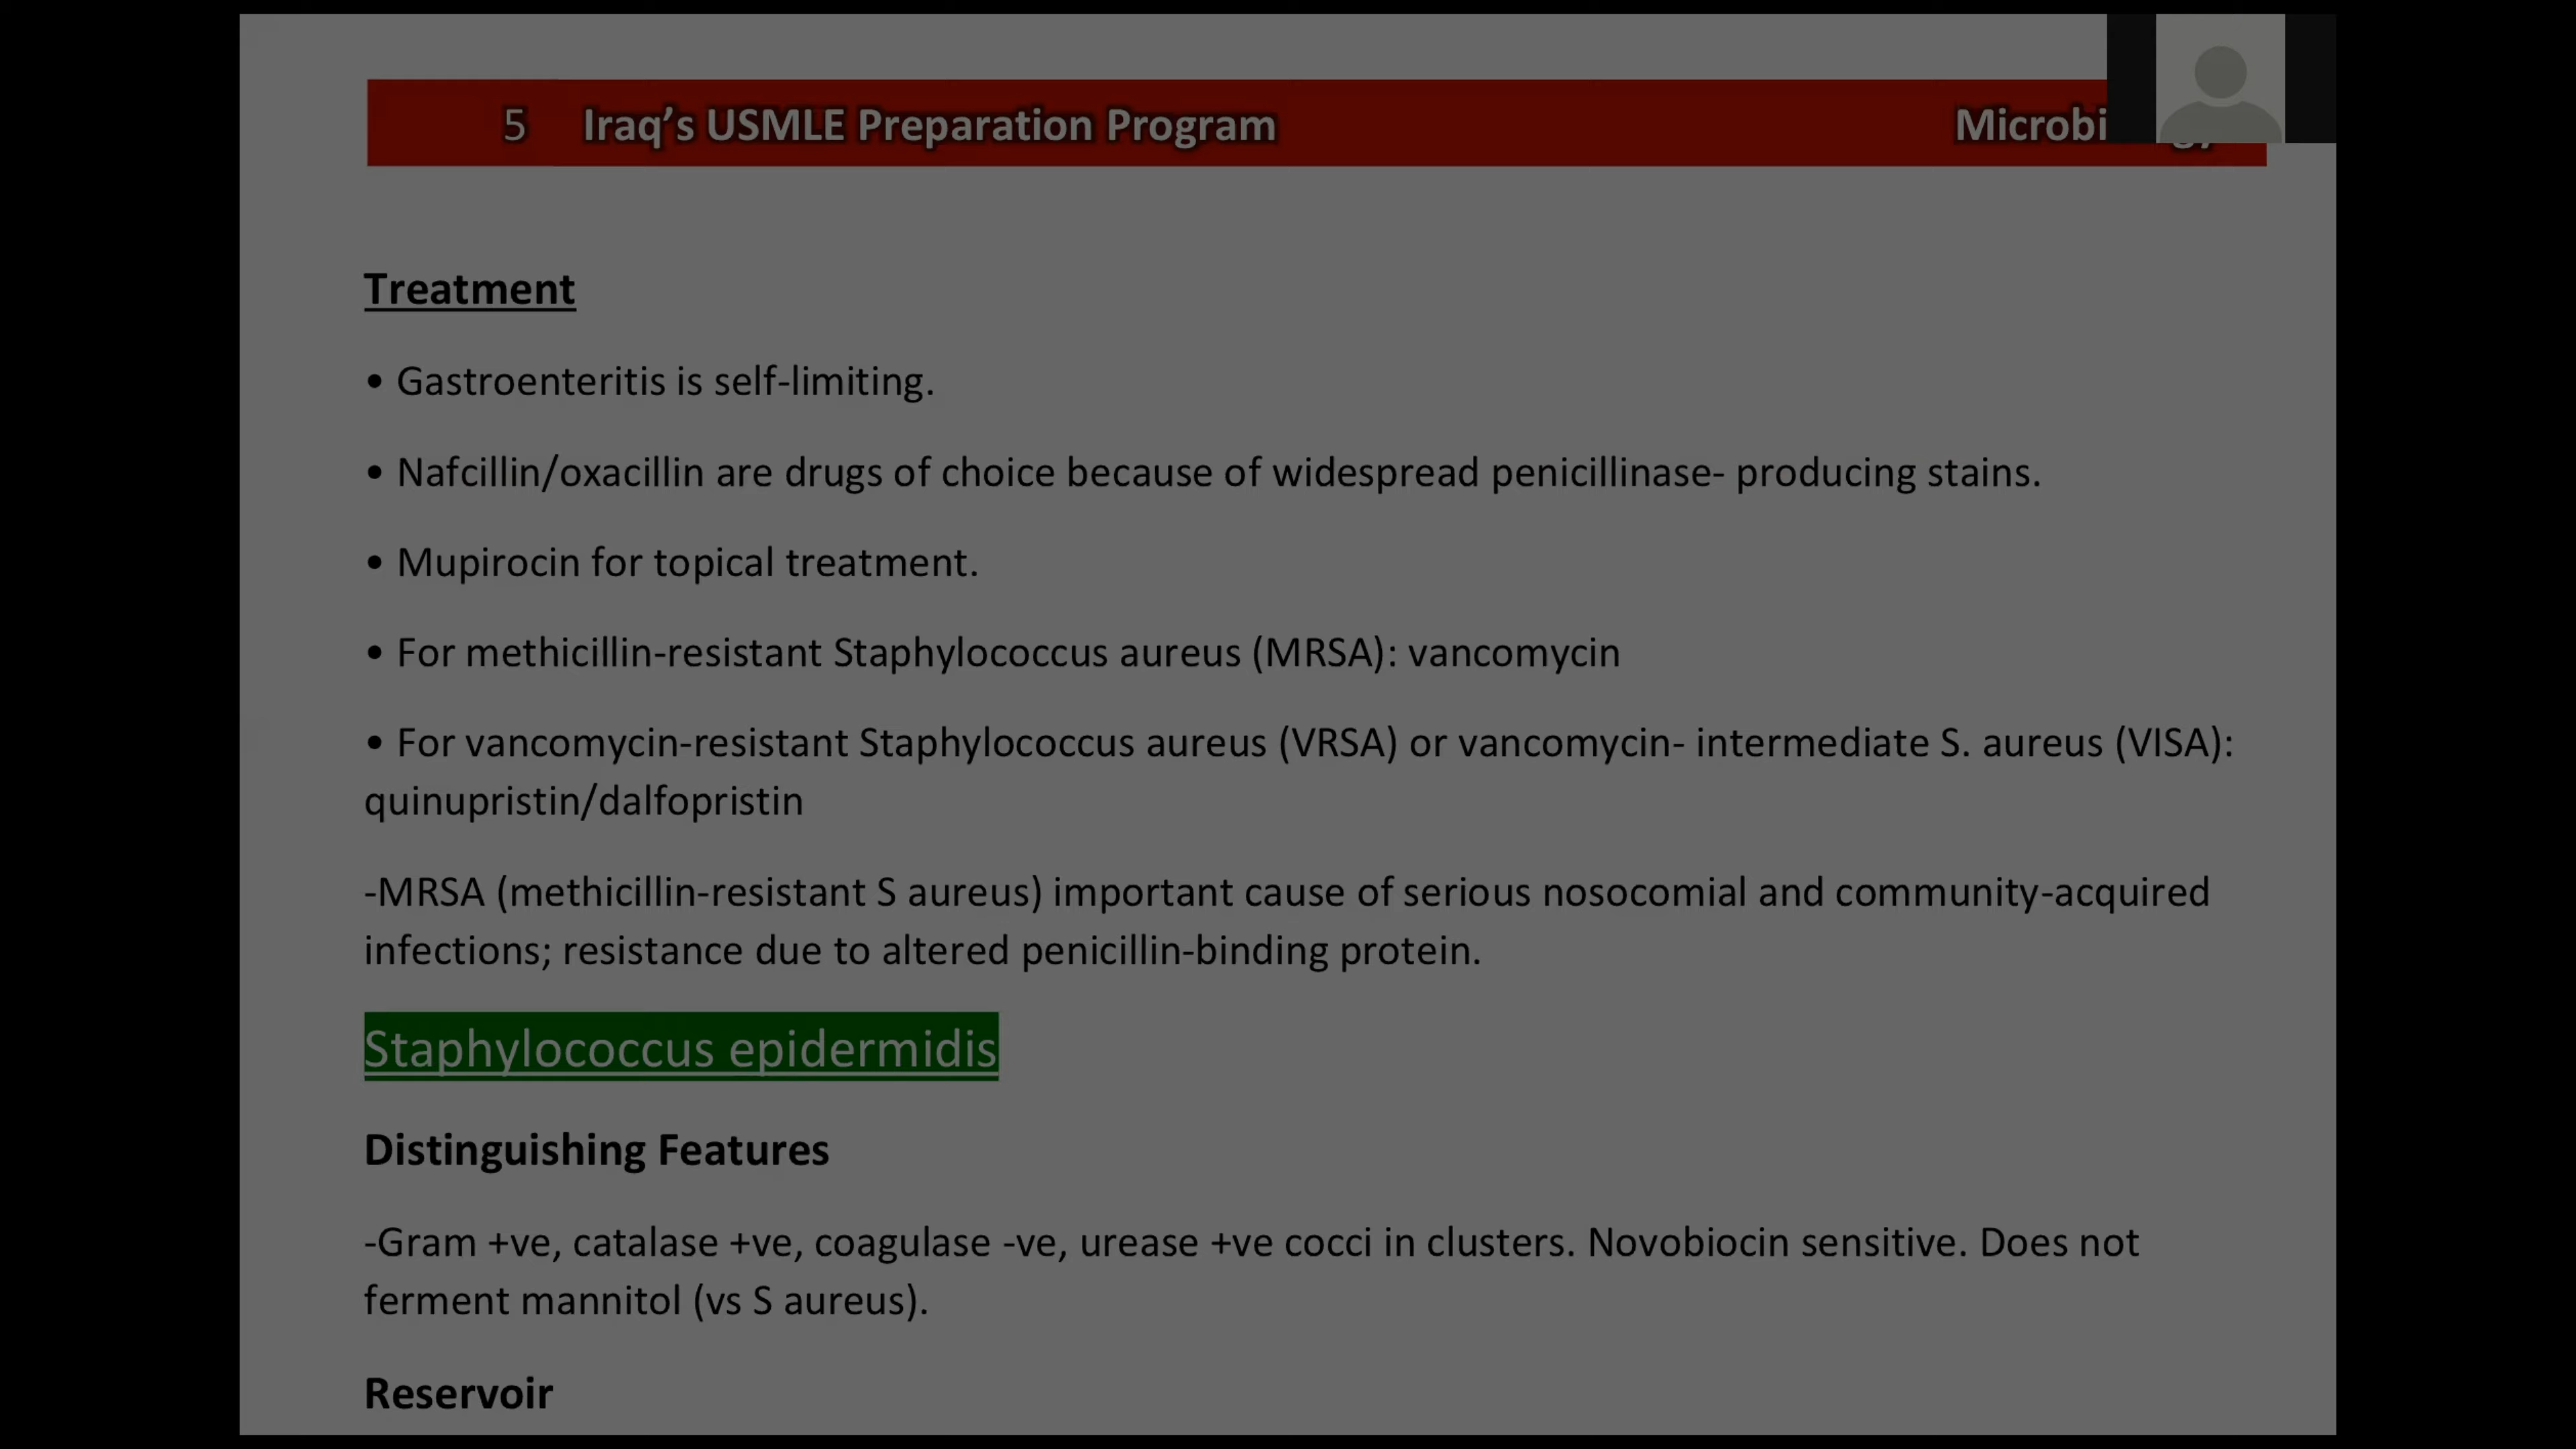 5 Iraq's USMLE Preparation Program Microbi
Treatment
• Gastroenteritis is self-limiting.
• Nafcillin/oxacillin are drugs of choice because of widespread penicillinase- producing stains.
• Mupirocin for topical treatment.
• For methicillin-resistant Staphylococcus aureus (MRSA): vancomycin
• For vancomycin-resistant Staphylococcus aureus (VRSA) or vancomycin- intermediate S. aureus (VISA):
quinupristin/dalfopristin
-MRSA (methicillin-resistant S aureus) important cause of serious nosocomial and community-acquired
infections; resistance due to altered penicillin-binding protein.
Staphylococcus epidermidis
Distinguishing Features
-Gram +ve, catalase +ve, coagulase -ve, urease +ve cocci in clusters. Novobiocin sensitive. Does not
ferment mannitol (vs S aureus).
Reservoir